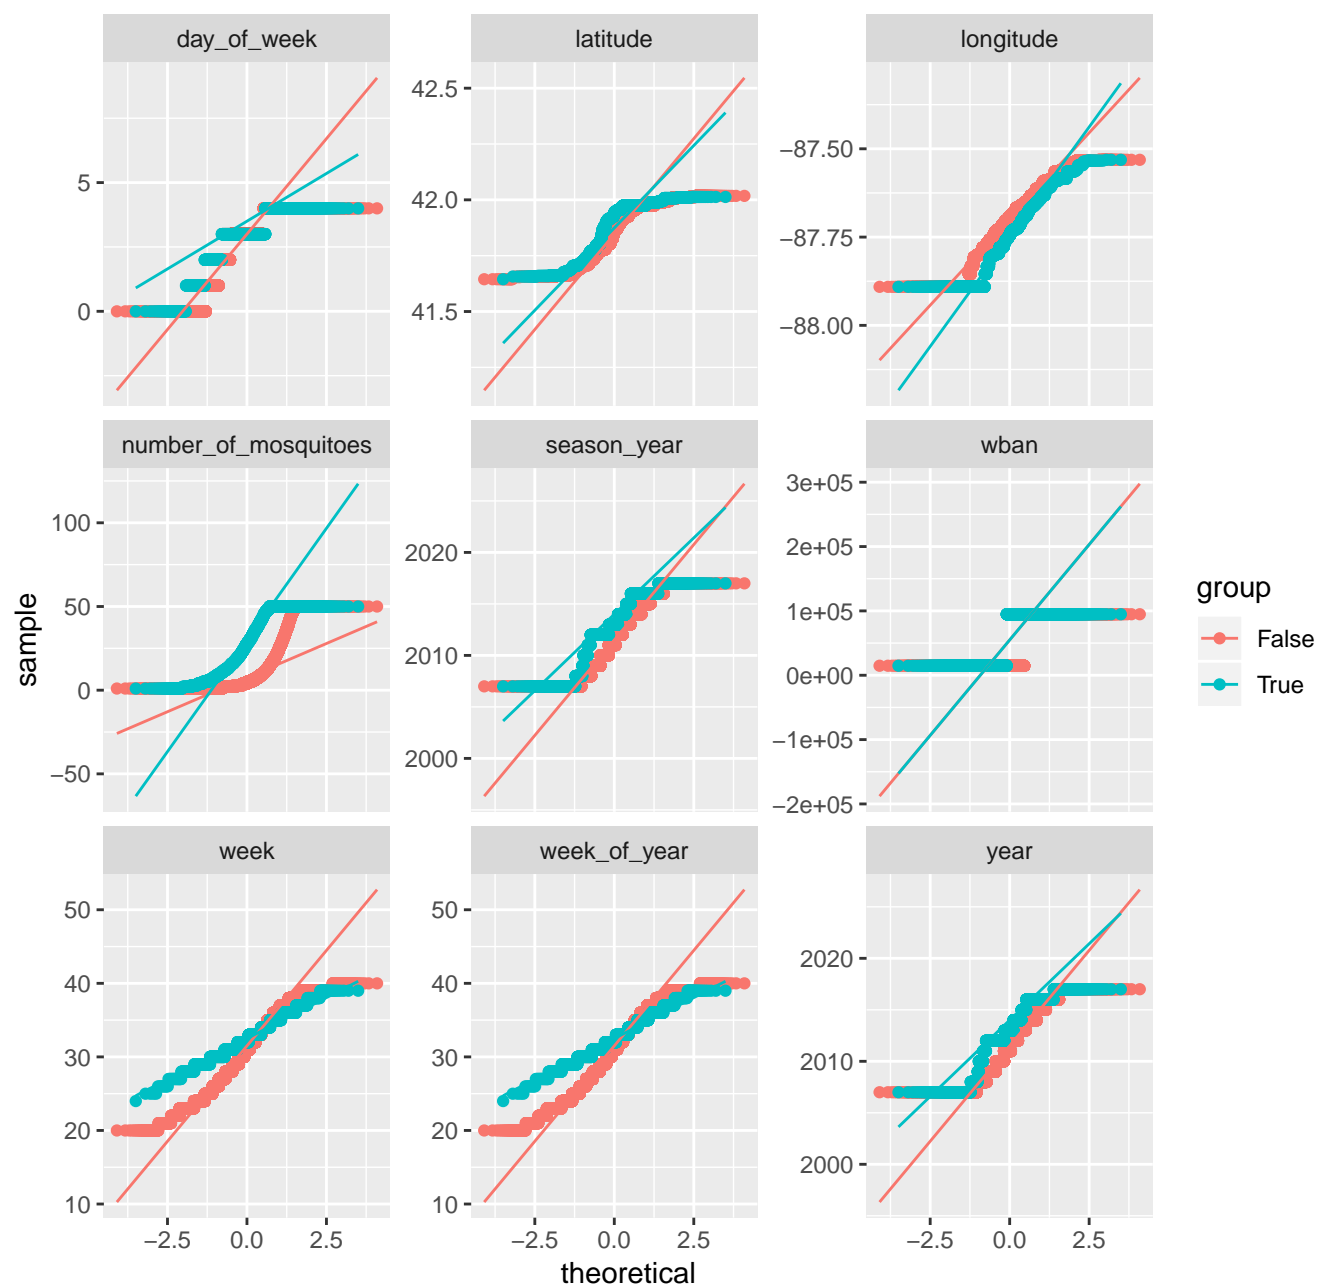 day_of_week
latitude
longitude
5
0
42.5
42.0
41.5
−87.50
−87.75
−88.00
number_of_mosquitoes
season_year
wban
100
50
0
−50
2020
2010
2000
3e+05
2e+05
1e+05
0e+00
−1e+05
−2e+05
week
week_of_year
year
50
40
30
20
10
50
40
30
20
10
2020
2010
2000
−2.5 0.0 2.5
−2.5 0.0 2.5
−2.5 0.0 2.5
theoretical
sample
group
False
True